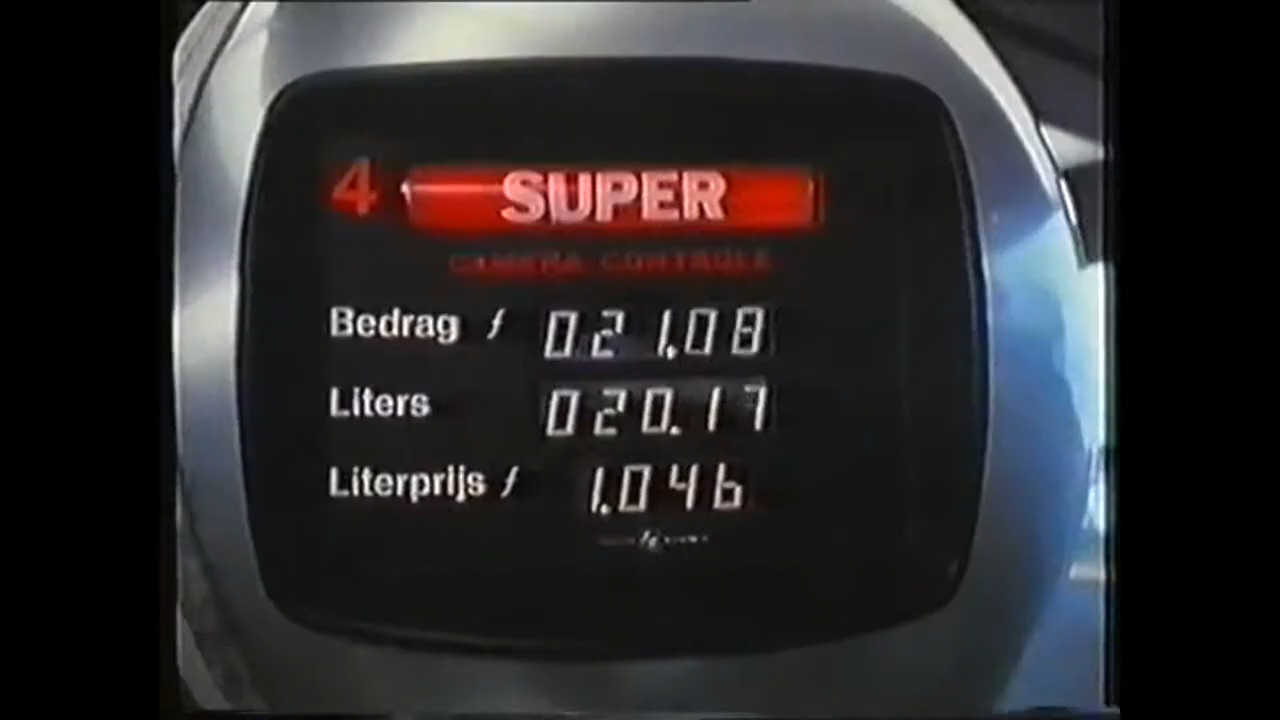 4 SUPER
CAMERA CONTROLE
Bedrag f 021.08
Liters 020.17
Literprijs f 1.046